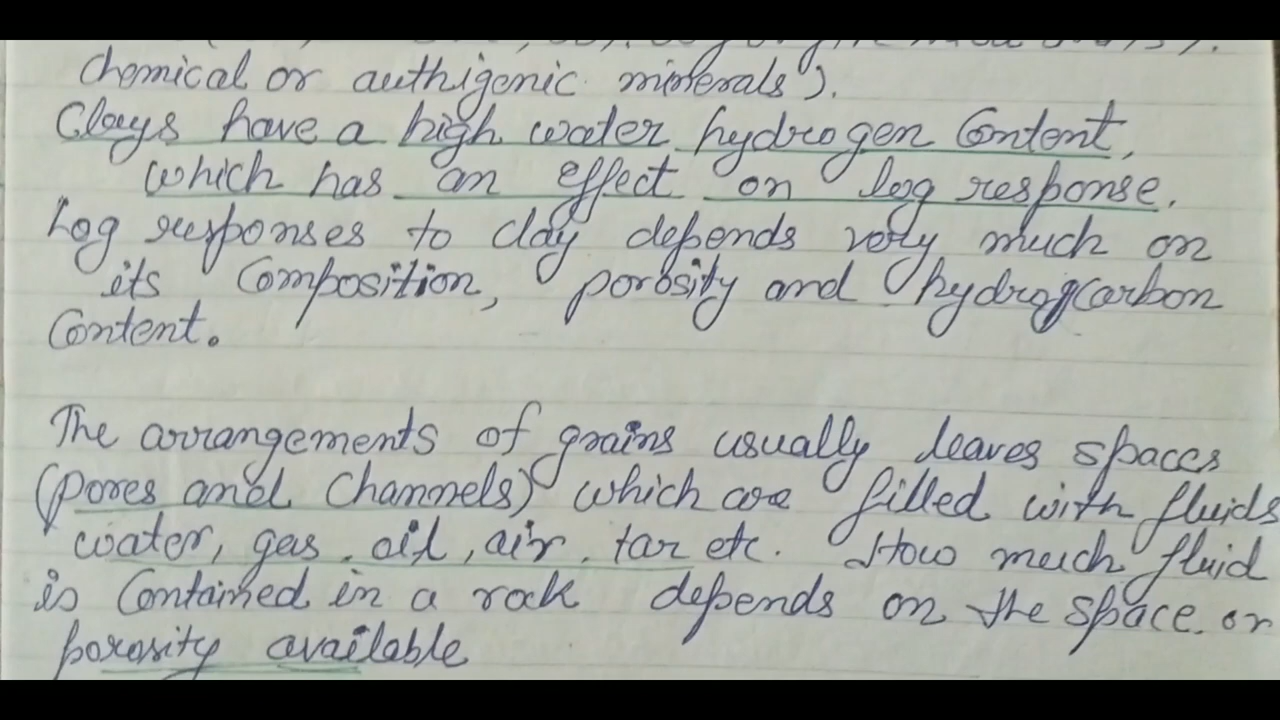 chemical or authigenic minerals).
Clays have a high water hydrogen Content,
which has an effect on log response.
Log responses to clay depends very much on
its Composition, porosity and hydrogcarbon
Content.
The arrangements of grains usually leaves spaces
(pores and Channels) which are filled with fluids
water, gas, oil, air, tar etc. How much fluid
is Contained in a rock depends on the space or
porosity available